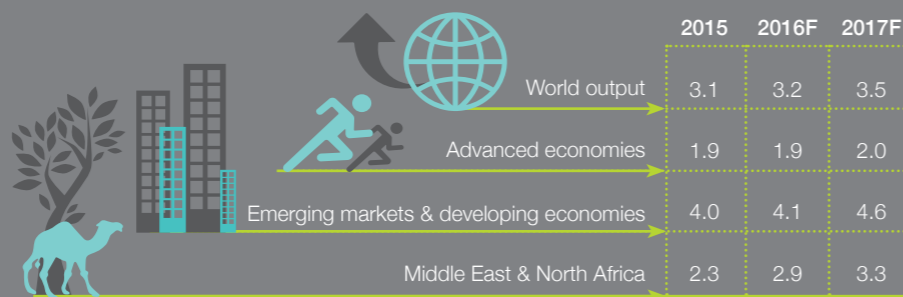 2015 2016F 2017F
World output 3.1 3.2 3.5
Advanced economies 1.9 1.9 2.0
Emerging markets & developing economies 4.0 4.1 4.6
Middle East & North Africa 2.3 2.9 3.3